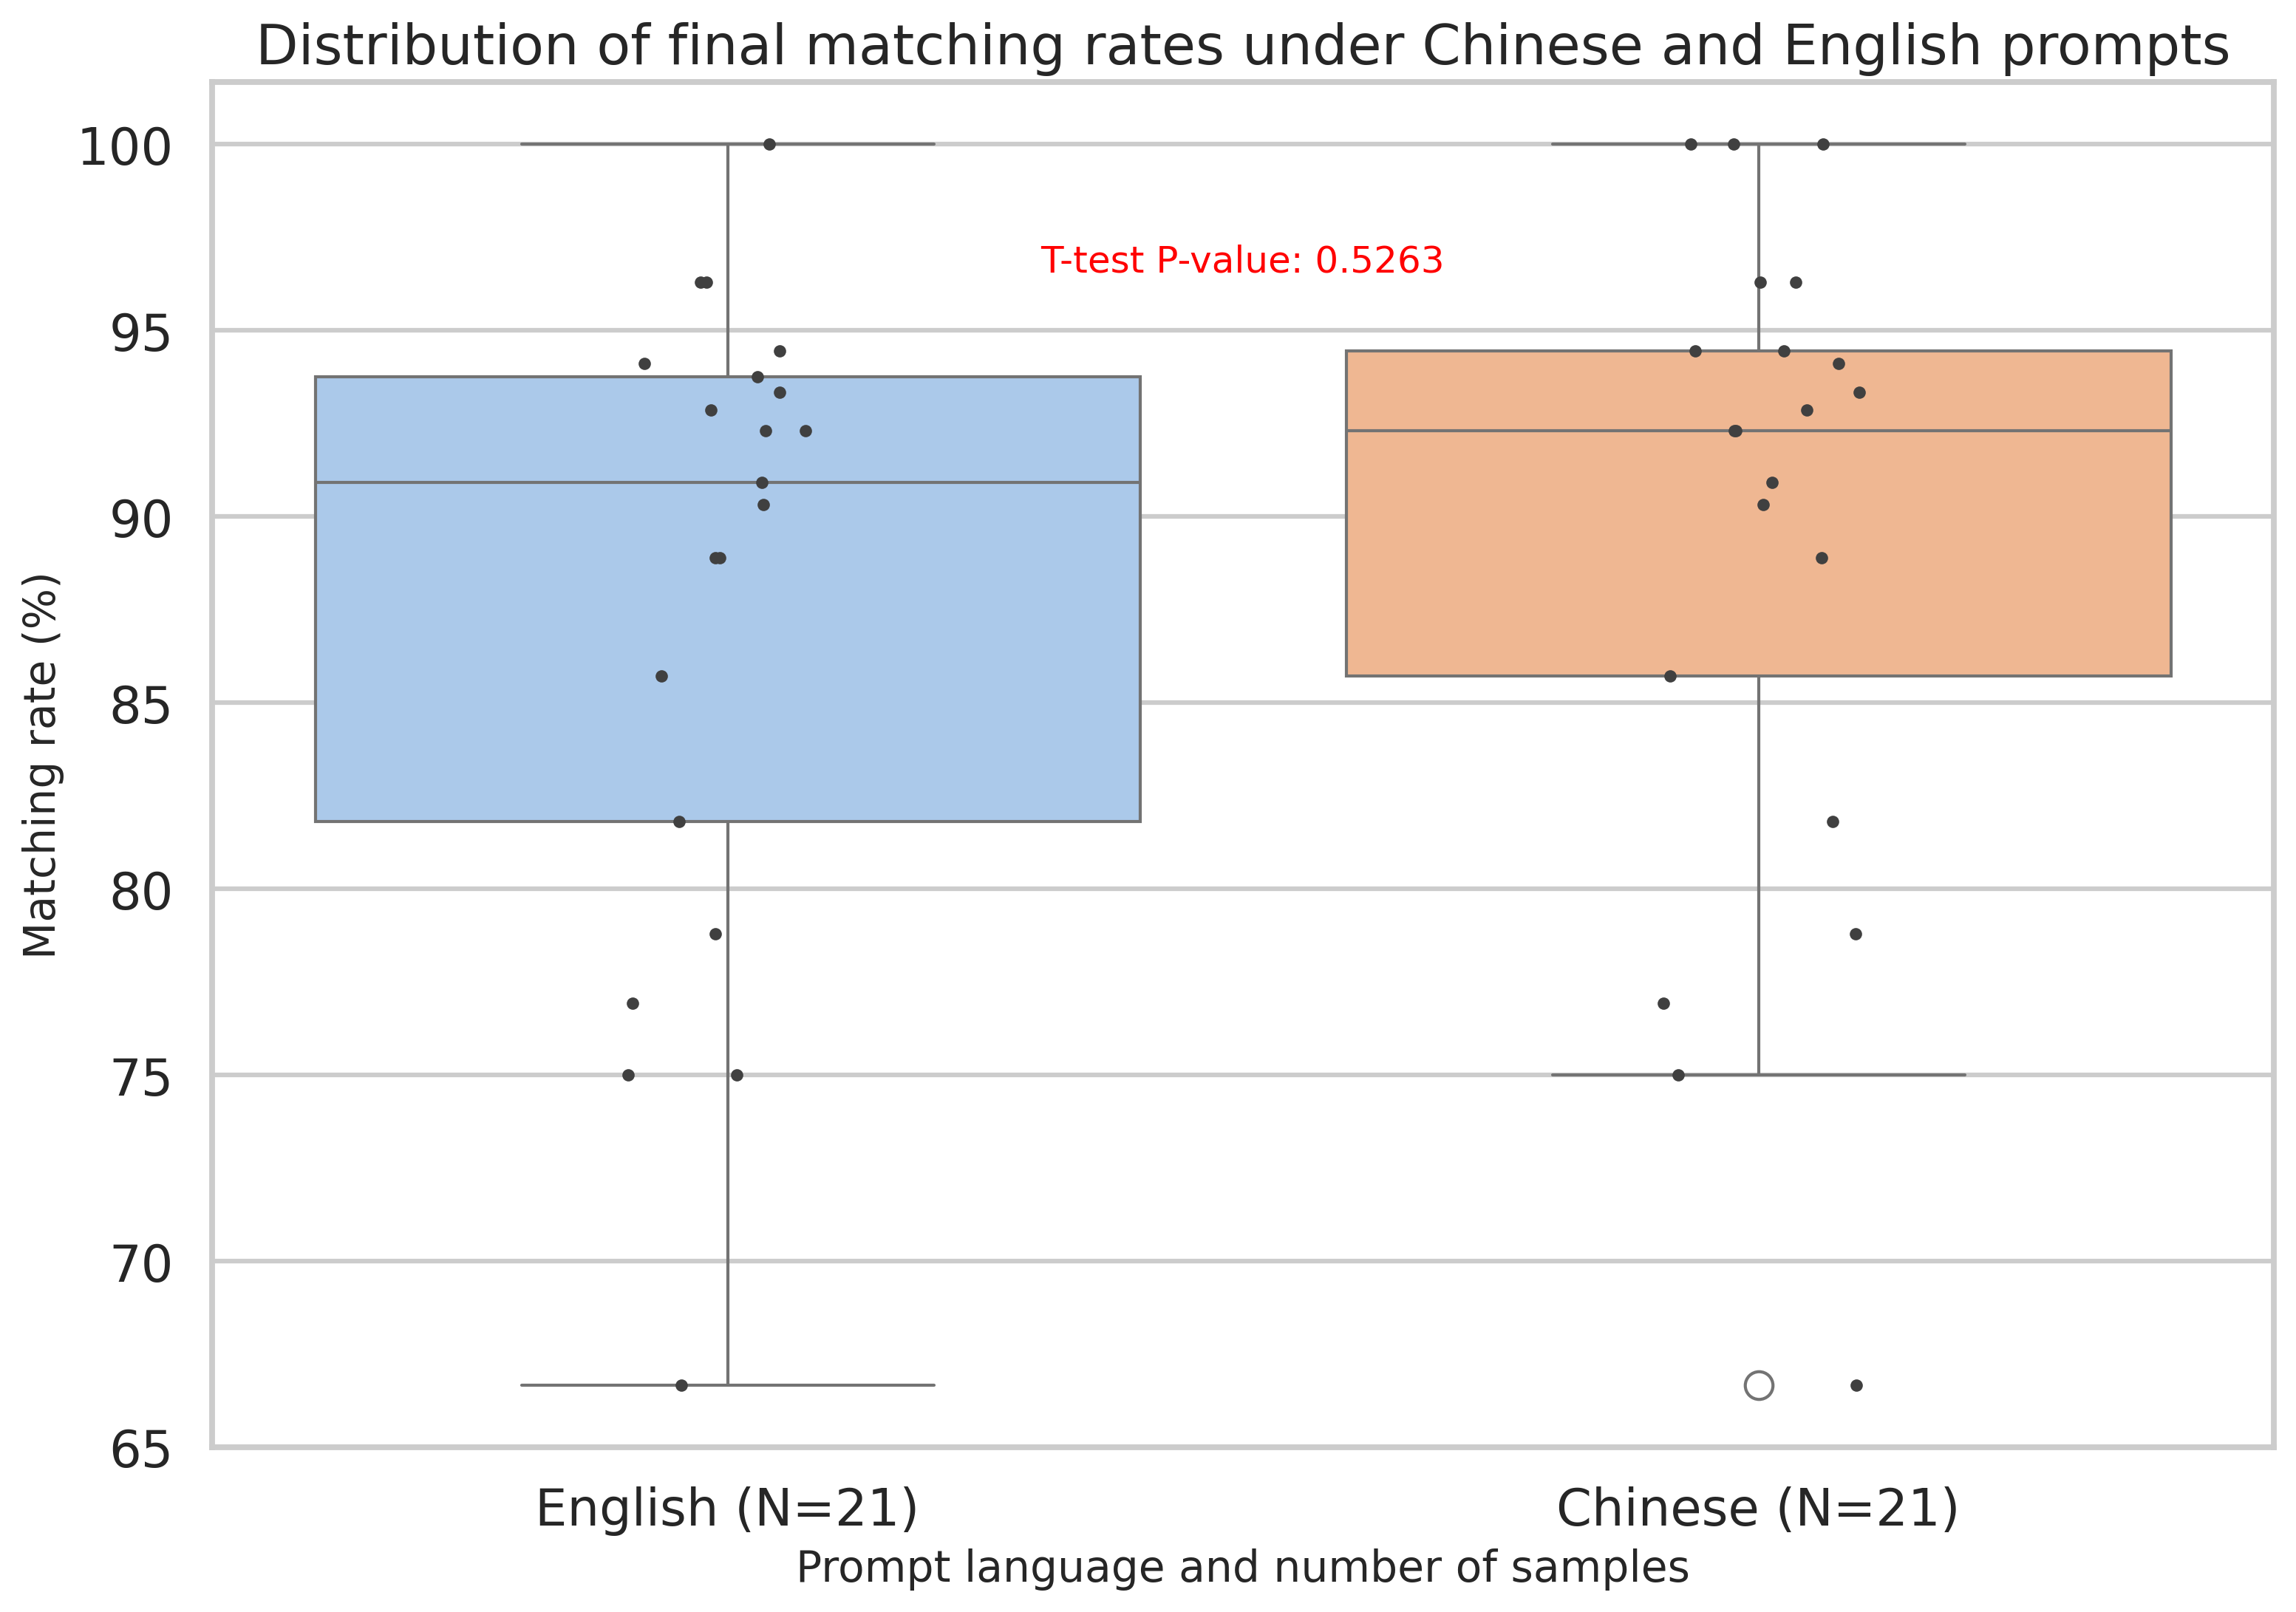 Distribution of final matching rates under Chinese and English prompts
100
95
90
85
80
75
70
65
Matching rate (%)
T-test P-value: 0.5263
English (N=21)
Chinese (N=21)
Prompt language and number of samples